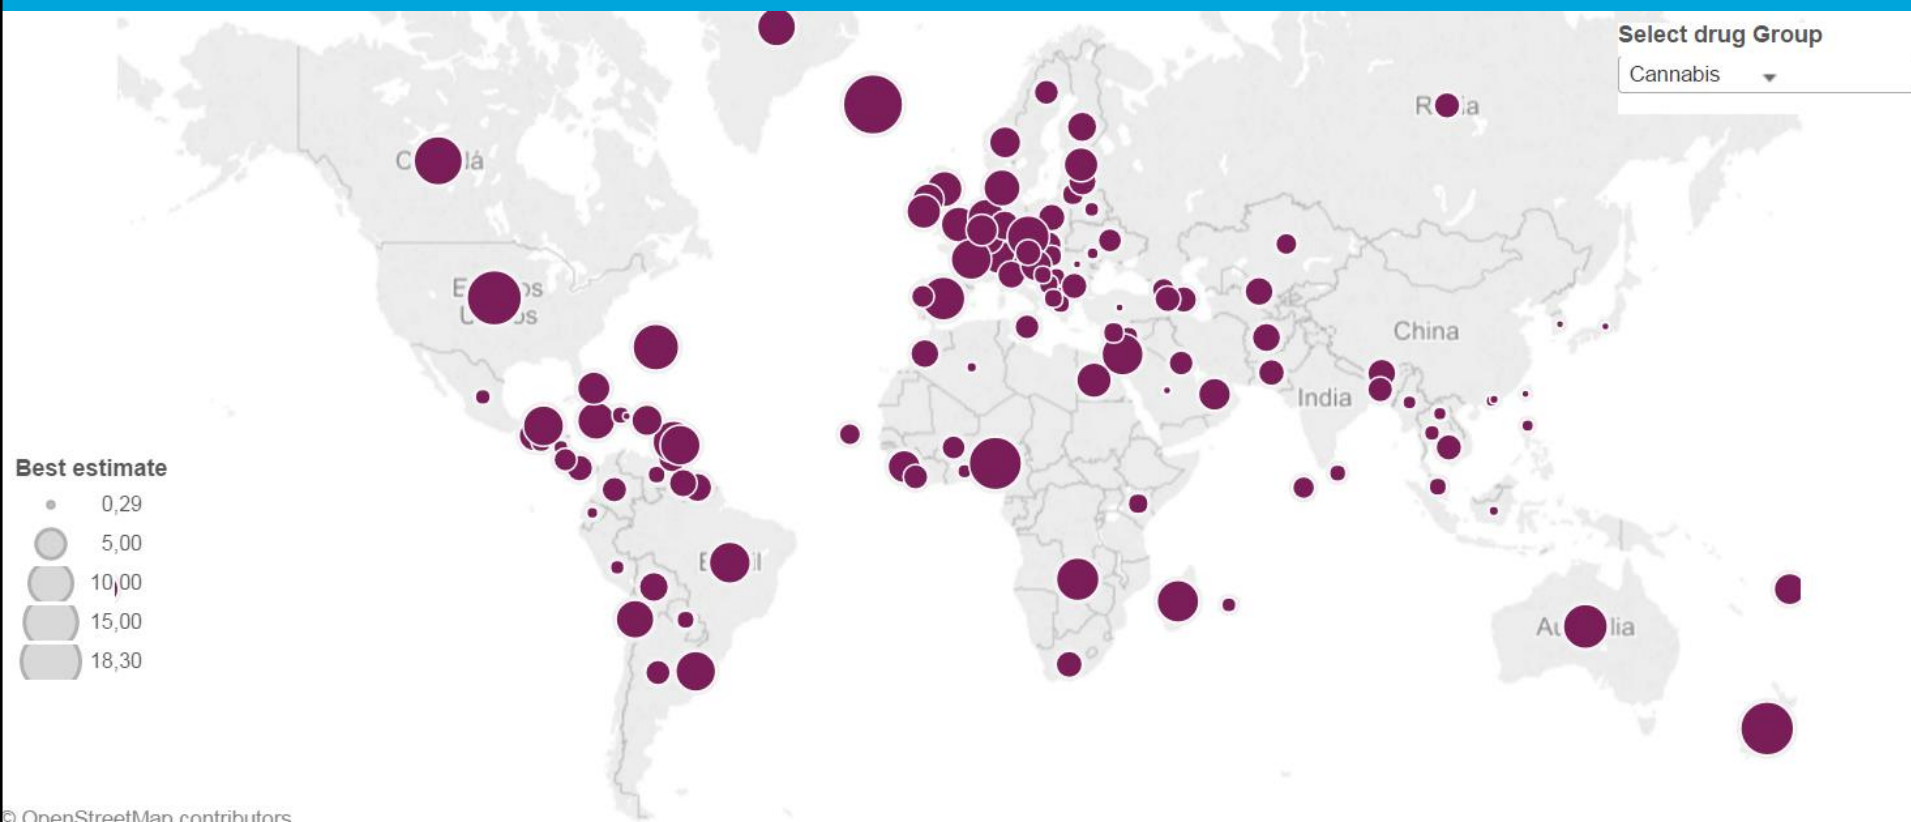 Select drug Group
Cannabis
China
India
Best estimate
0,29
5,00
10,00
15,00
18,30
© OpenStreetMap contributors